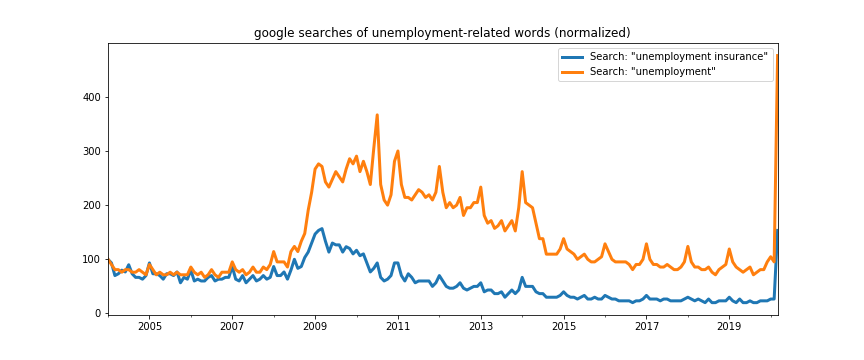 google searches of unemployment-related words (normalized)
Search: "unemployment insurance"
Search: "unemployment"
400
300
200
100
0
2005 2007 2009 2011 2013 2015 2017 2019